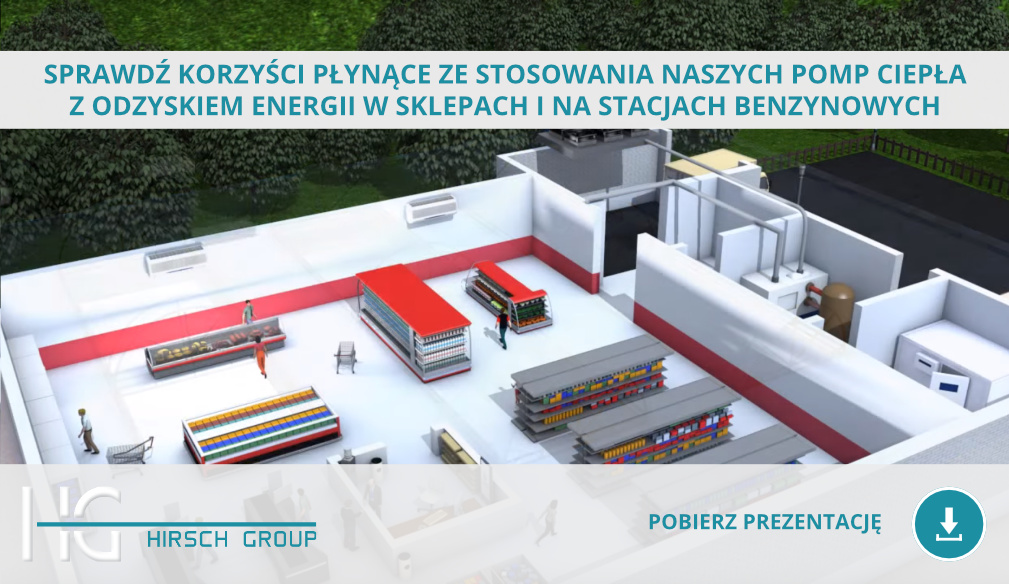 SPRAWDŹ KORZYŚCI PŁYNĄCE ZE STOSOWANIA NASZYCH POMP CIEPŁA
Z ODZYSKIEM ENERGII W SKLEPACH I NA STACJACH BENZYNOWYCH
HG
HIRSCH GROUP
POBIERZ PREZENTACJĘ